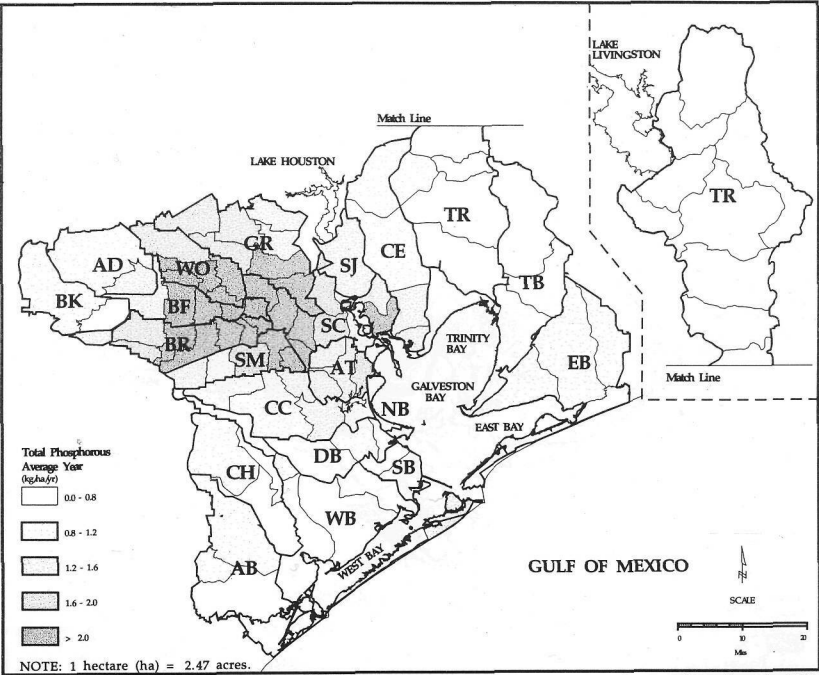 LAKE
LIVINGSTON
Match Line
LAKE HOUSTON
TR
TR
GR
CE
SJ
AD
WO
BK
BF
TB
SC
TRINITY
BAY
BR
SM
AT
EB
GALVESTON
BAY
CC
NB
EAST BAY
Match Line
DB
SB
CH
WB
WEST BAY
AB
GULF OF MEXICO
Total Phosphorous
Average Year
(kg/ha/yr)
0.0 - 0.8
0.8 - 1.2
1.2 - 1.6
1.6 - 2.0
> 2.0
N
SCALE
0 10 20
Miles
NOTE: 1 hectare (ha) = 2.47 acres.